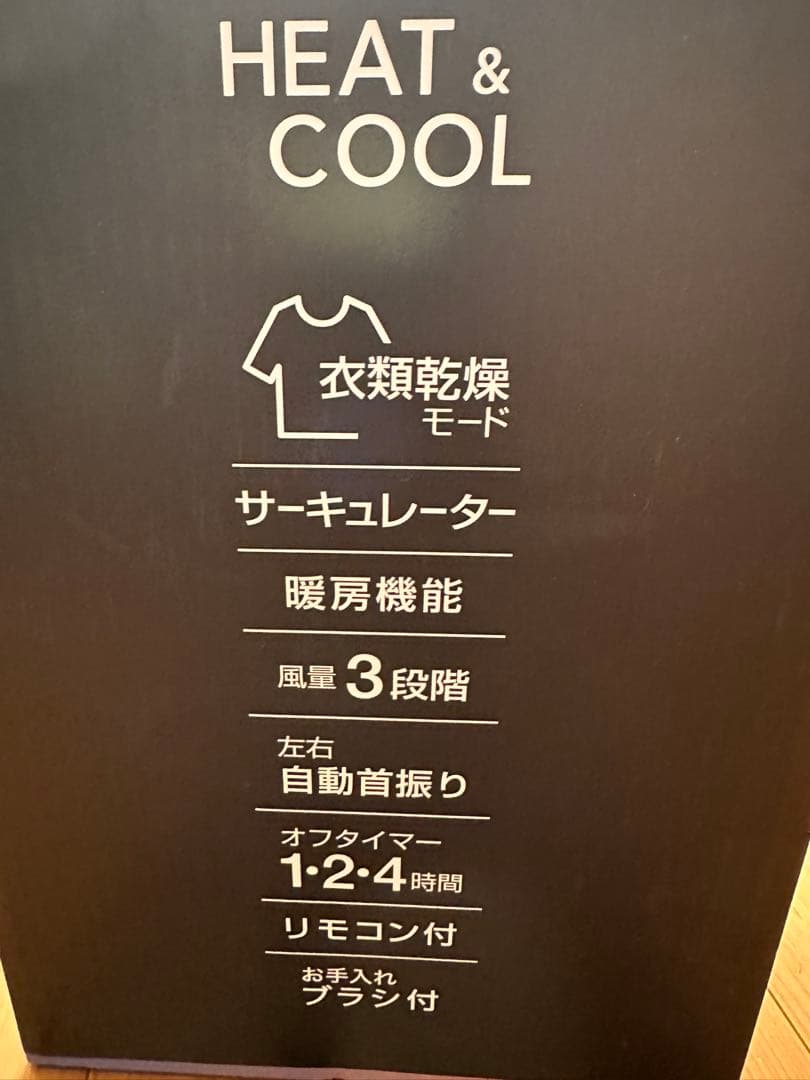 HEAT &
COOL
衣類乾燥
モード
サーキュレーター
暖房機能
風量 3段階
左右
自動首振り
オフタイマー
1・2・4時間
リモコン付
お手入れ
ブラシ付